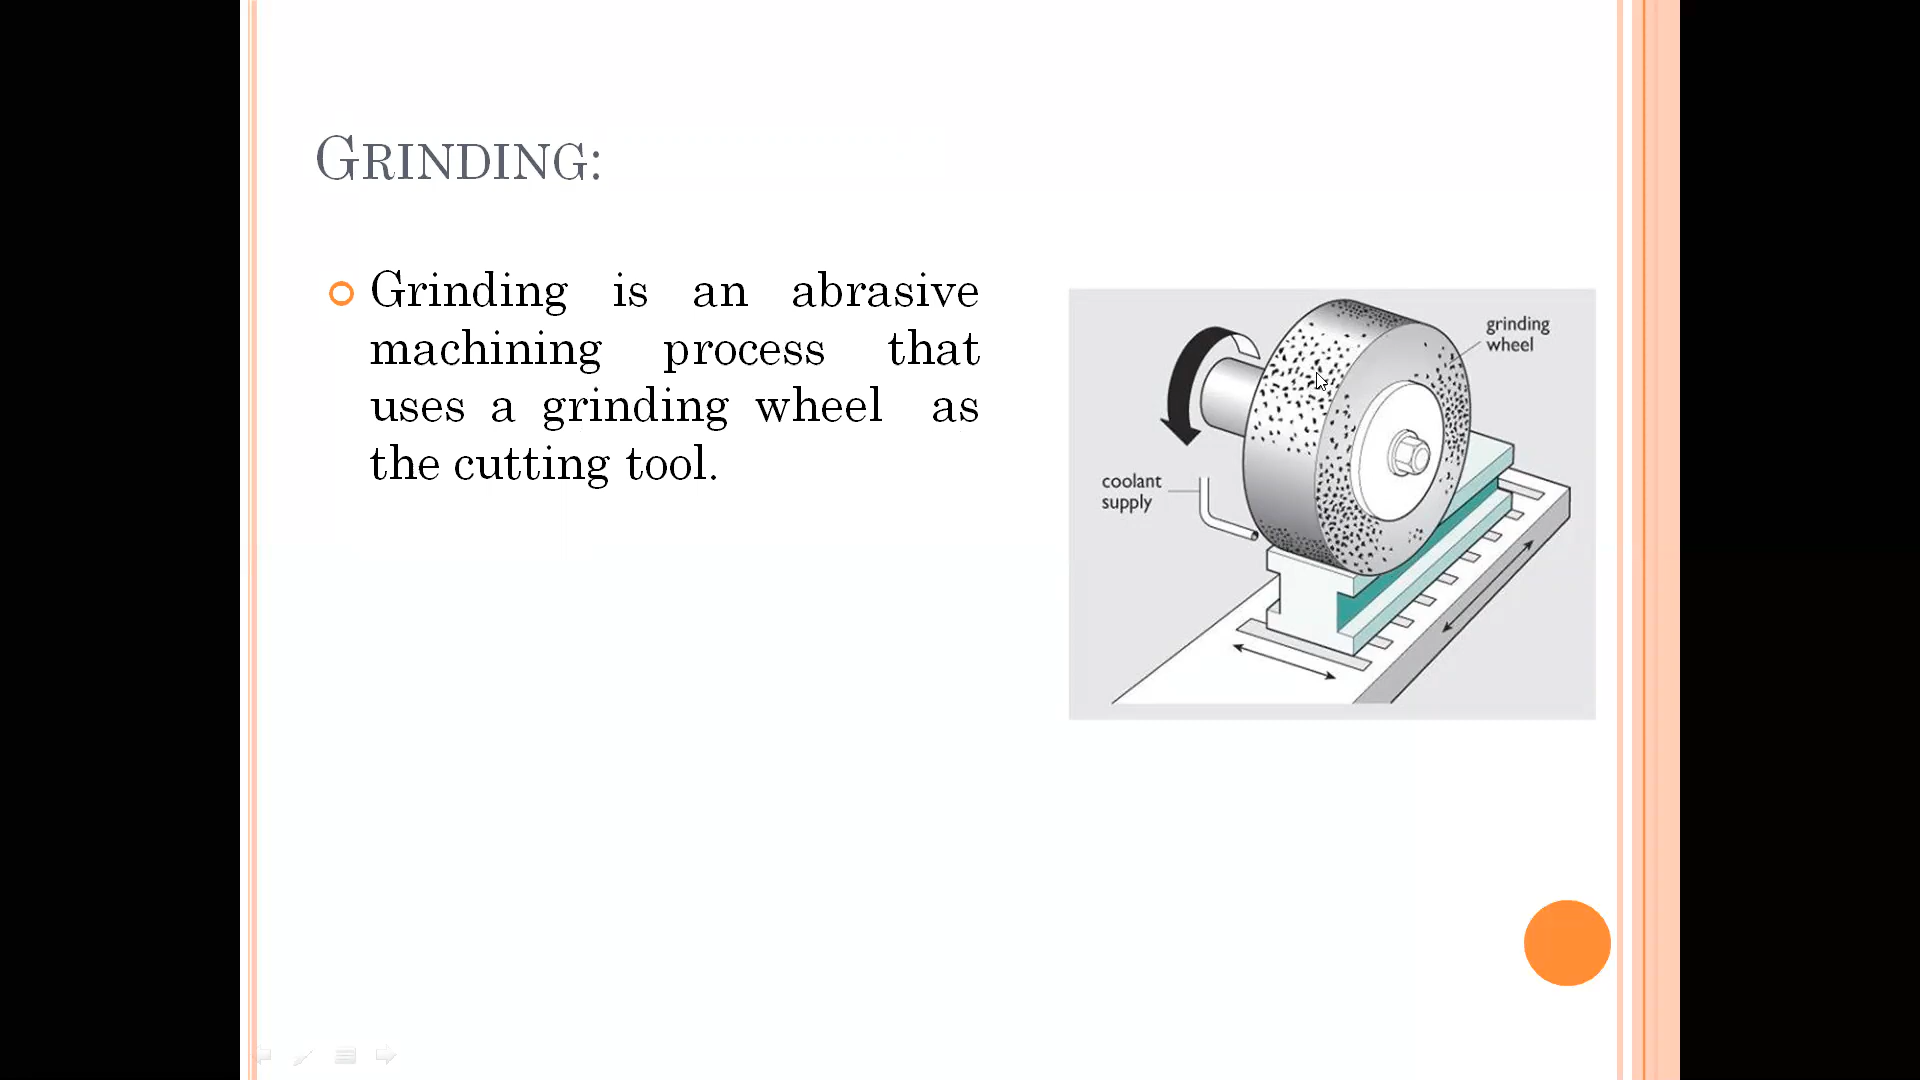 GRINDING:
Grinding is an abrasive
machining process that
uses a grinding wheel as
the cutting tool.
grinding
wheel
coolant
supply